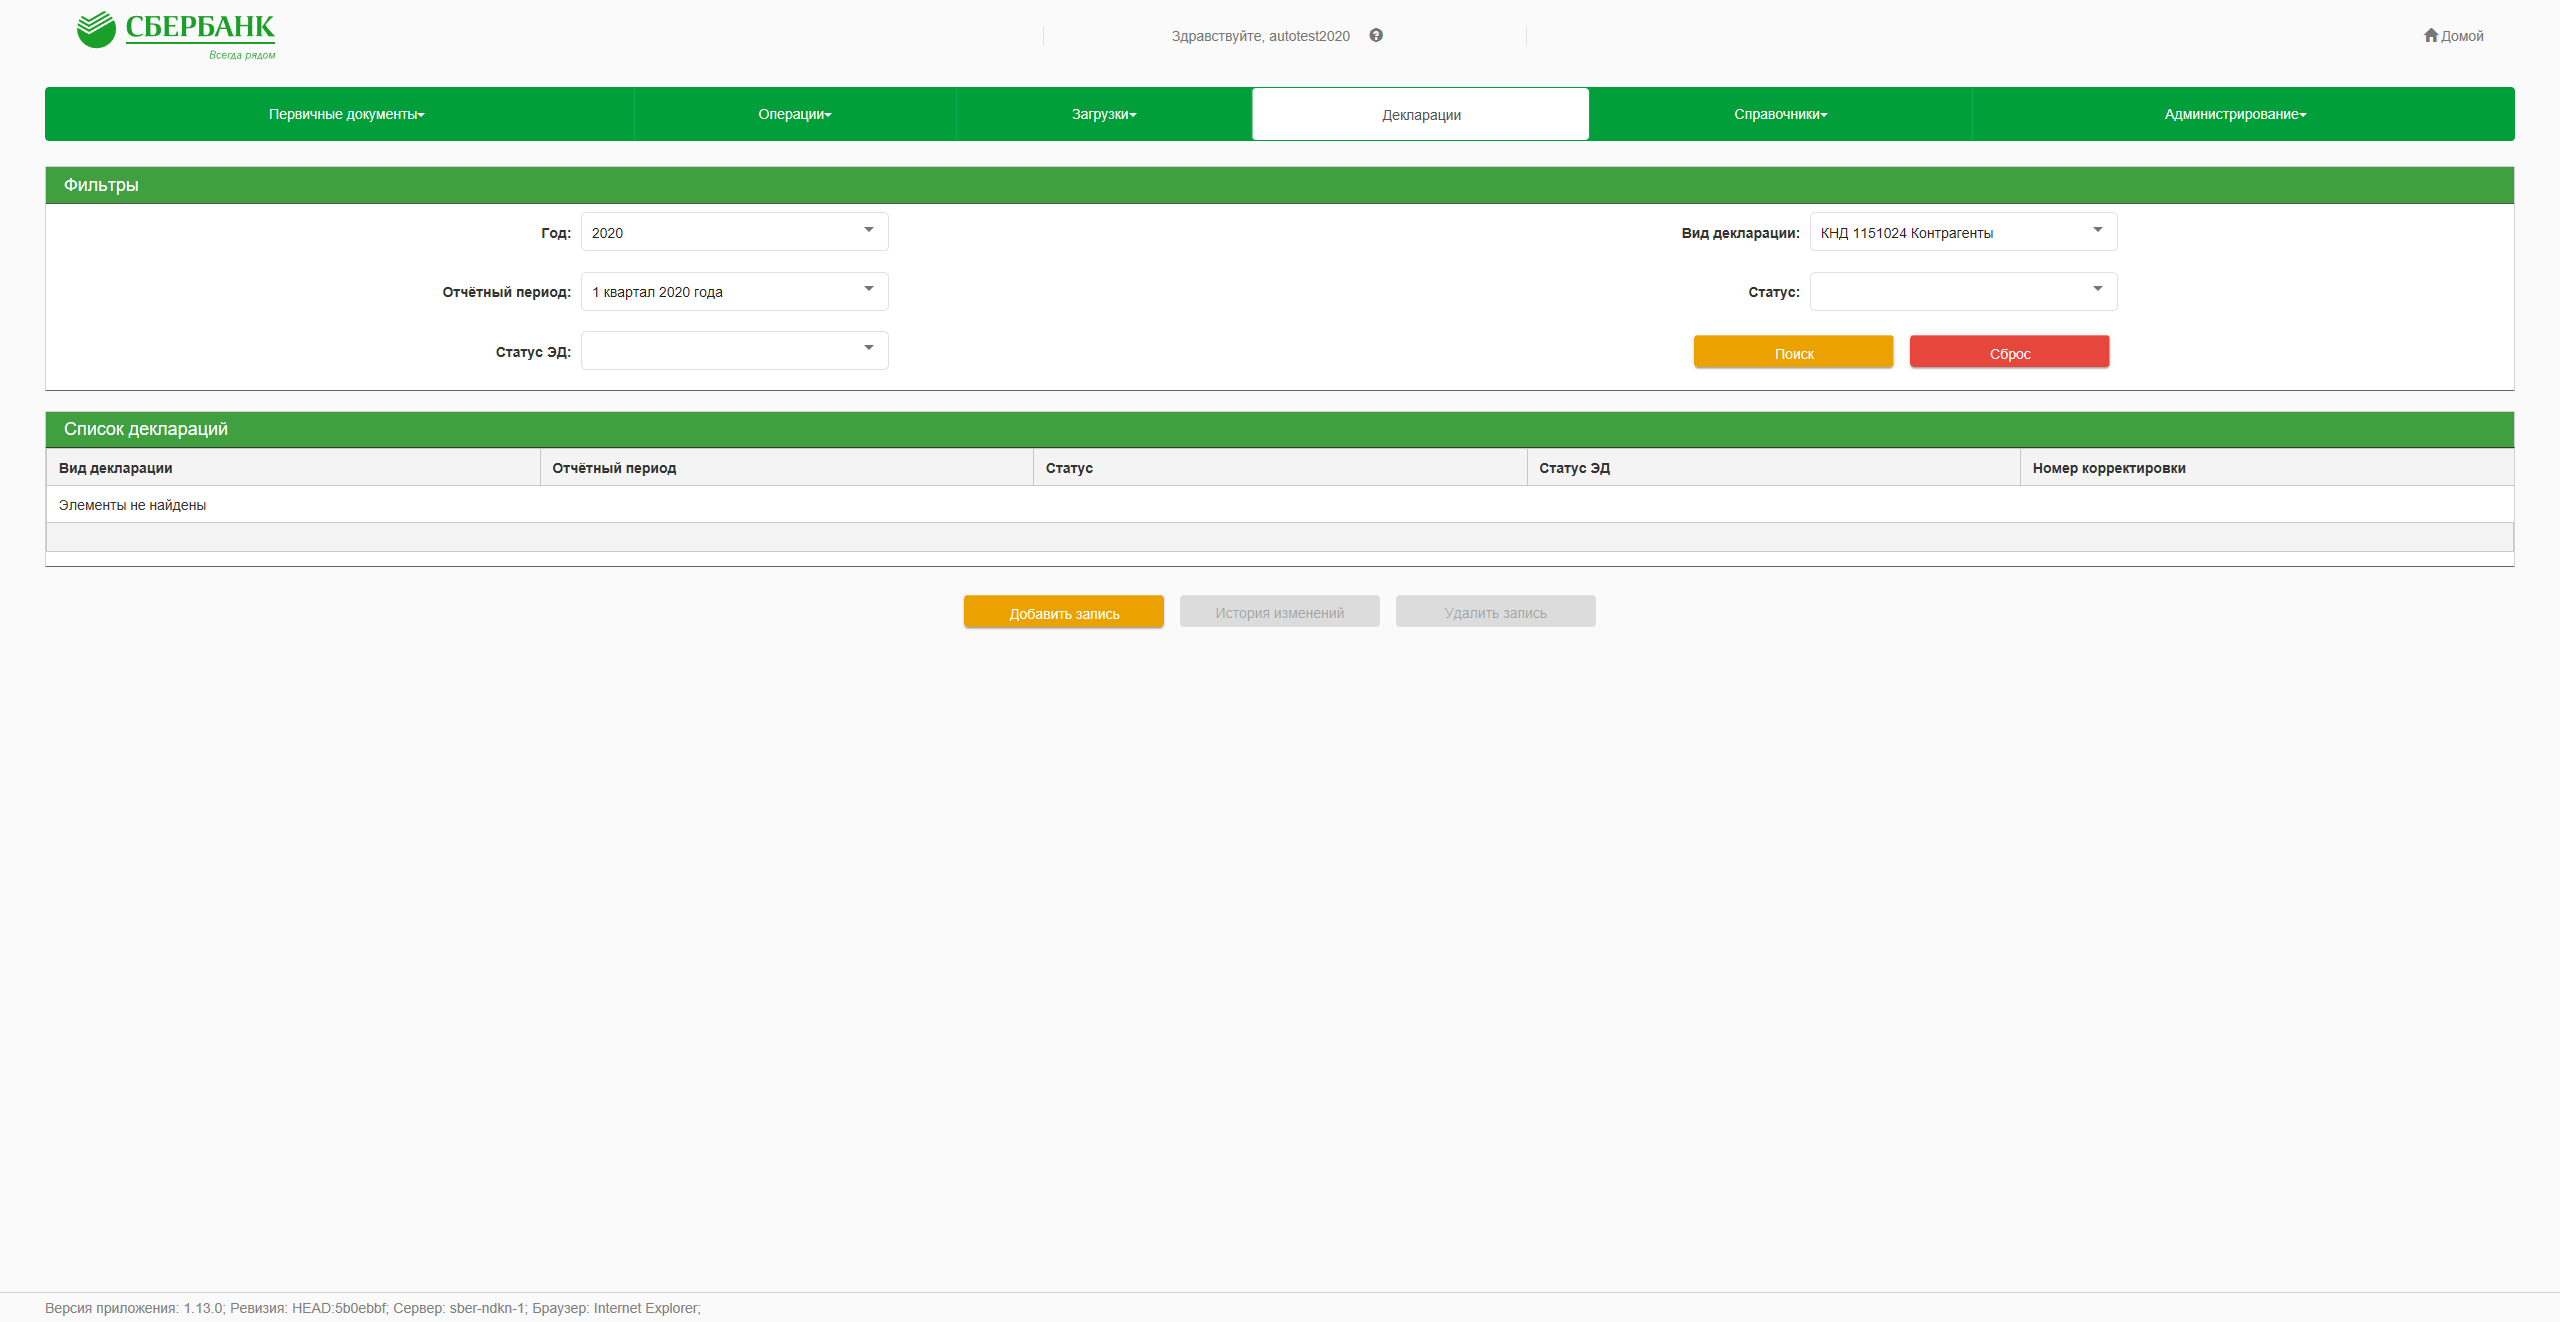 СБЕРБАНК
Всегда рядом
Здравствуйте, autotest2020
Домой
Первичные документы
Операции
Загрузки
Декларации
Справочники
Администрирование
Фильтры
Год: 2020
Вид декларации: КНД 1151024 Контрагенты
Отчётный период: 1 квартал 2020 года
Статус:
Статус ЭД:
Поиск
Сброс
Список деклараций
Вид декларации
Отчётный период
Статус
Статус ЭД
Номер корректировки
Элементы не найдены
Добавить запись
История изменений
Удалить запись
Версия приложения: 1.13.0; Ревизия: HEAD:5b0ebbf; Сервер: sber-ndkn-1; Браузер: Internet Explorer;